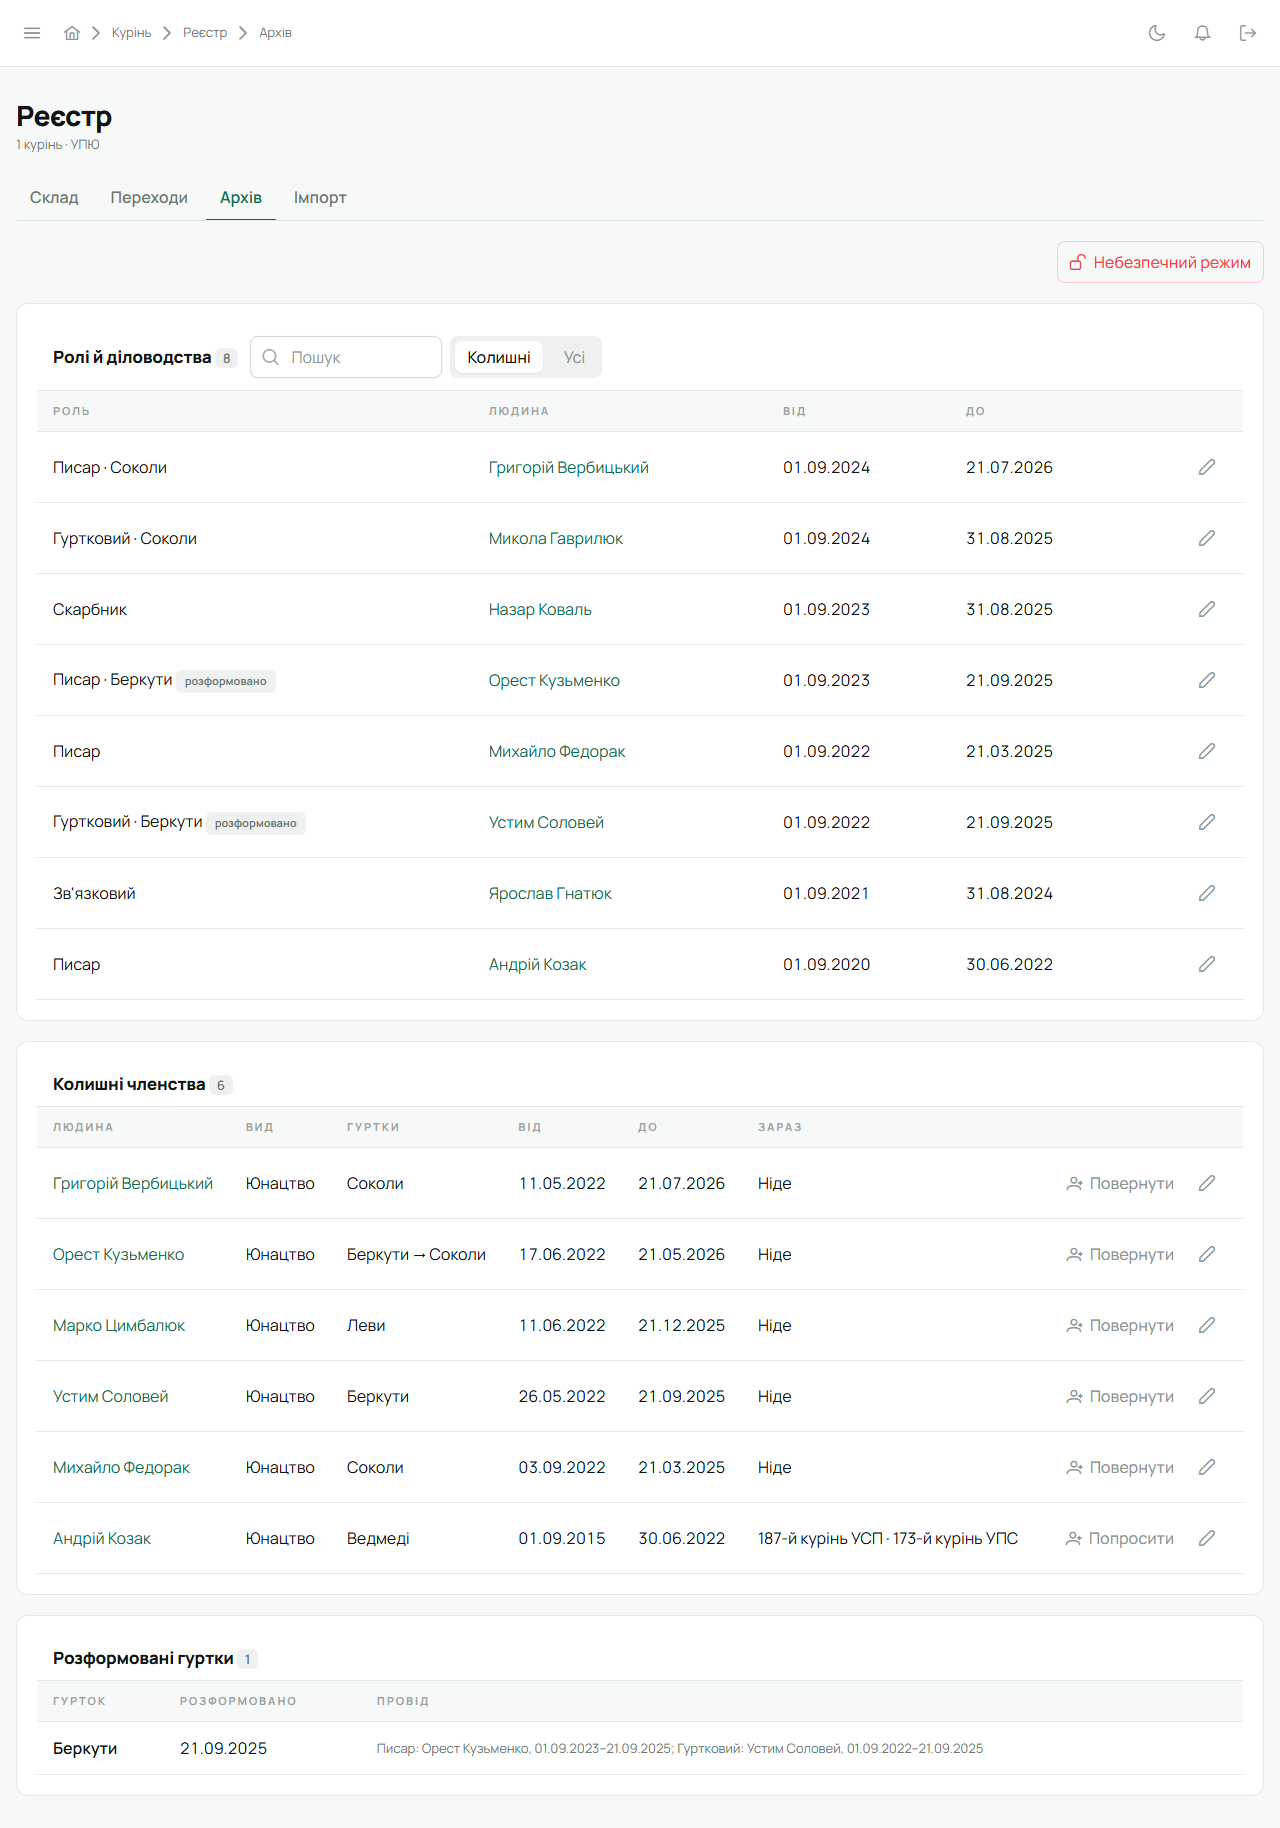 Курінь
Реєстр
Архів
Реєстр
1 курінь · УПЮ
Склад Переходи Архів Імпорт
Небезпечний режим
Ролі й діловодства 8 Пошук Колишні Усі
РОЛЬ ЛЮДИНА ВІД ДО
Писар · Соколи Григорій Вербицький 01.09.2024 21.07.2026
Гуртковий · Соколи Микола Гаврилюк 01.09.2024 31.08.2025
Скарбник Назар Коваль 01.09.2023 31.08.2025
Писар · Беркути розформовано Орест Кузьменко 01.09.2023 21.09.2025
Писар Михайло Федорак 01.09.2022 21.03.2025
Гуртковий · Беркути розформовано Устим Соловей 01.09.2022 21.09.2025
Зв'язковий Ярослав Гнатюк 01.09.2021 31.08.2024
Писар Андрій Козак 01.09.2020 30.06.2022
Колишні членства 6
ЛЮДИНА ВИД ГУРТКИ ВІД ДО ЗАРАЗ
Григорій Вербицький Юнацтво Соколи 11.05.2022 21.07.2026 Ніде Повернути
Орест Кузьменко Юнацтво Беркути → Соколи 17.06.2022 21.05.2026 Ніде Повернути
Марко Цимбалюк Юнацтво Леви 11.06.2022 21.12.2025 Ніде Повернути
Устим Соловей Юнацтво Беркути 26.05.2022 21.09.2025 Ніде Повернути
Михайло Федорак Юнацтво Соколи 03.09.2022 21.03.2025 Ніде Повернути
Андрій Козак Юнацтво Ведмеді 01.09.2015 30.06.2022 187-й курінь УСП · 173-й курінь УПС Попросити
Розформовані гуртки 1
ГУРТОК РОЗФОРМОВАНО ПРОВІД
Беркути 21.09.2025 Писар: Орест Кузьменко, 01.09.2023–21.09.2025; Гуртковий: Устим Соловей, 01.09.2022–21.09.2025